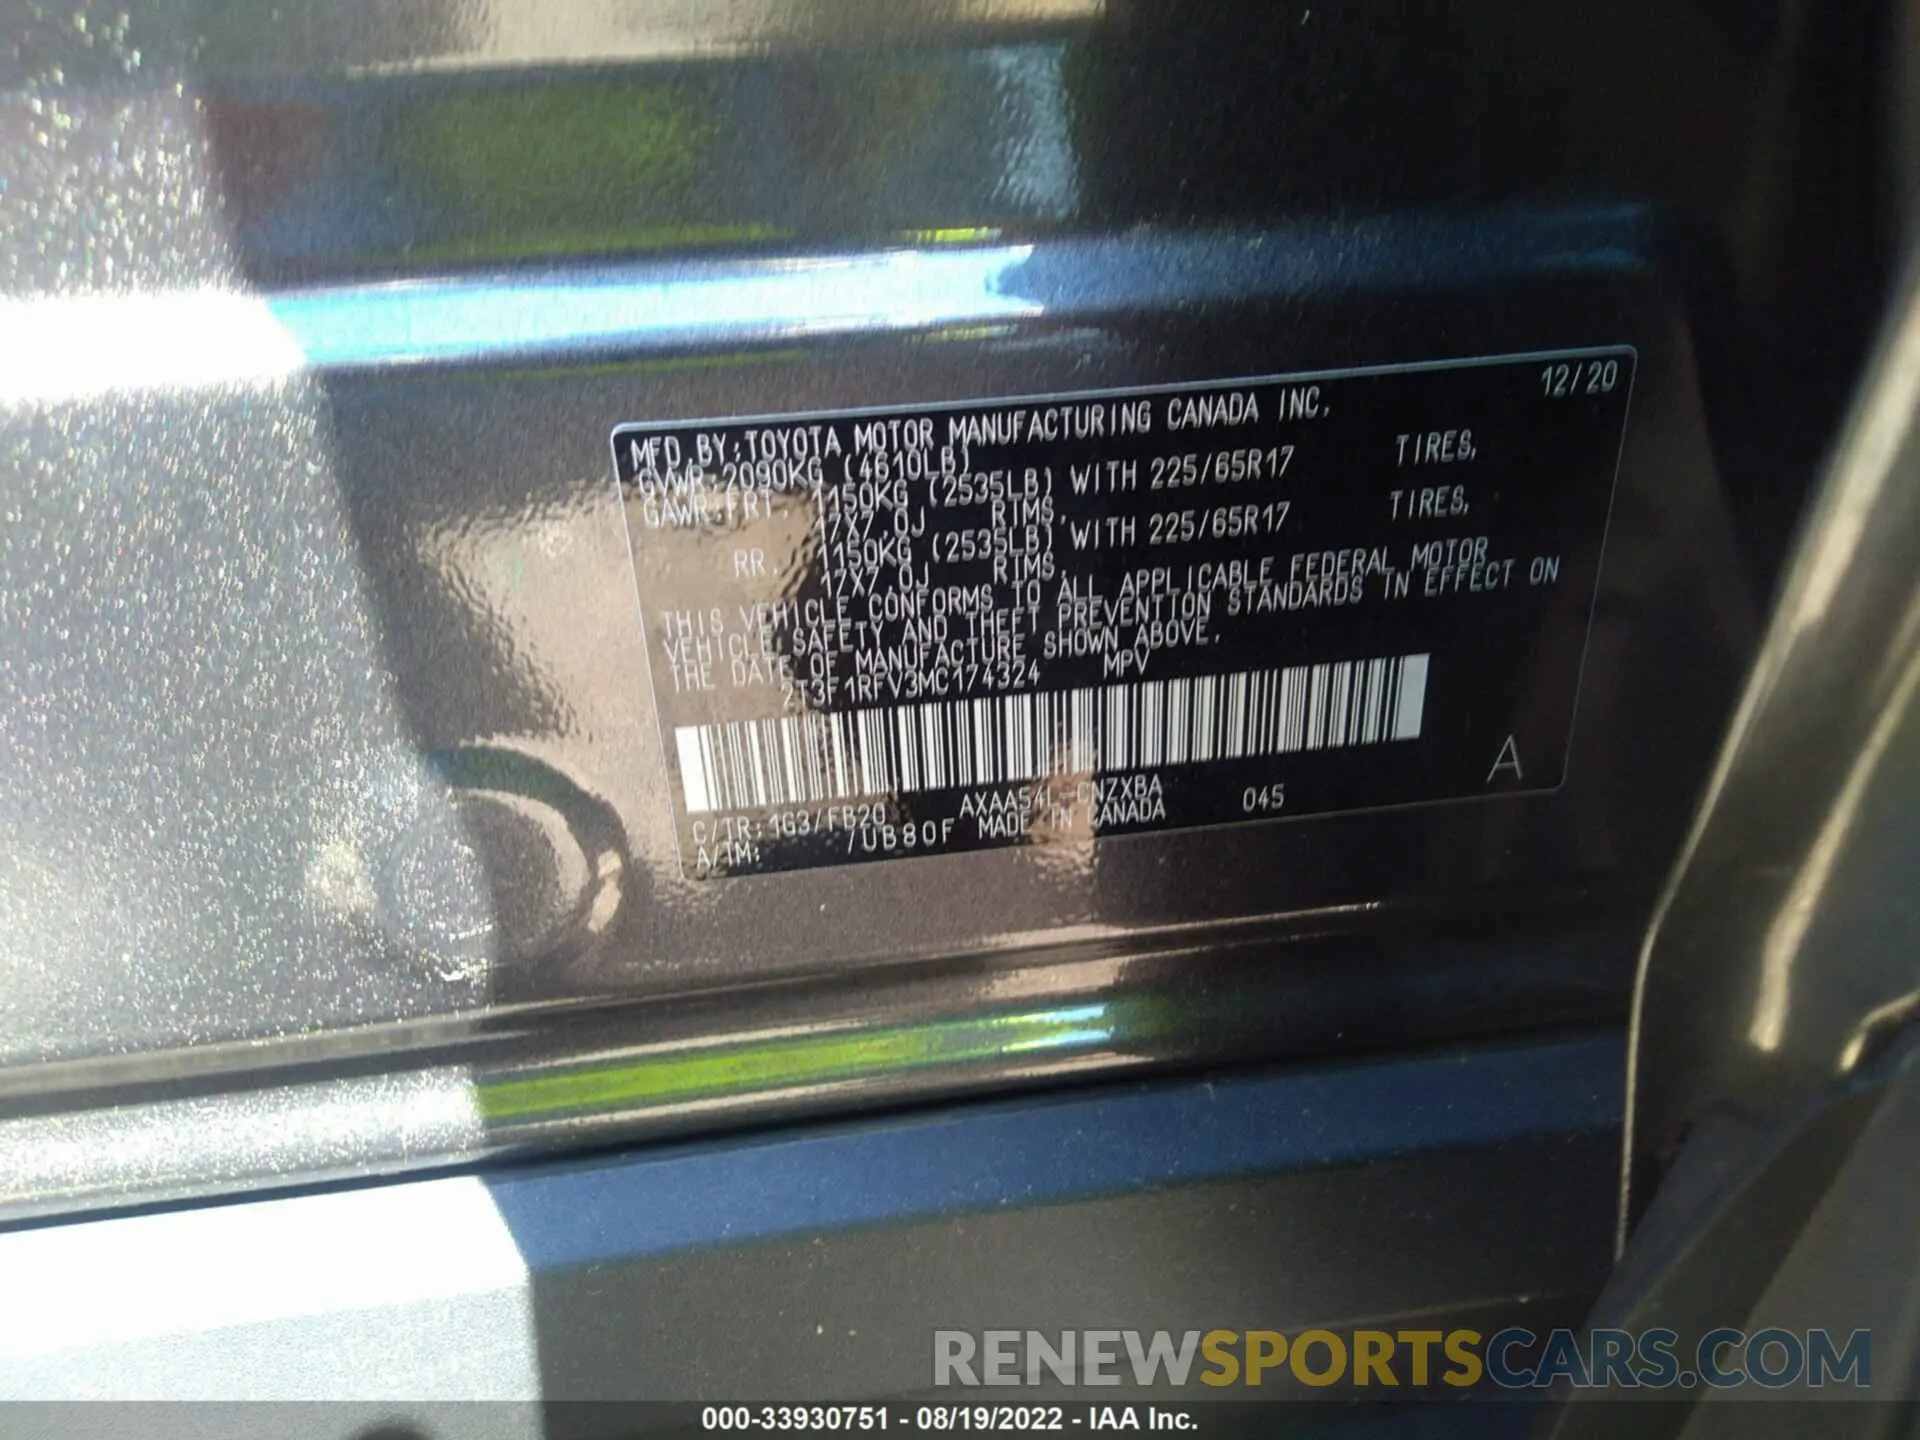 12/20
MFD.BY:TOYOTA MOTOR MANUFACTURING CANADA INC.
GVWR.2090KG (4610LB)
GAWR.FRT. 1150KG (2535LB) WITH 225/65R17 TIRES,
17X7.0J RIMS,
RR. 1150KG (2535LB) WITH 225/65R17 TIRES,
17X7.0J RIMS.
THIS VEHICLE CONFORMS TO ALL APPLICABLE FEDERAL MOTOR
VEHICLE SAFETY AND THEFT PREVENTION STANDARDS IN EFFECT ON
THE DATE OF MANUFACTURE SHOWN ABOVE.
2T3F1RFV3MC174324 MPV
A
C/TR:1G3/FB20 AXAA54L-CNZXBA 045
A/TM: /UB80F MADE IN CANADA
RENEWSPORTSCARS.COM
000-33930751 - 08/19/2022 - IAA Inc.